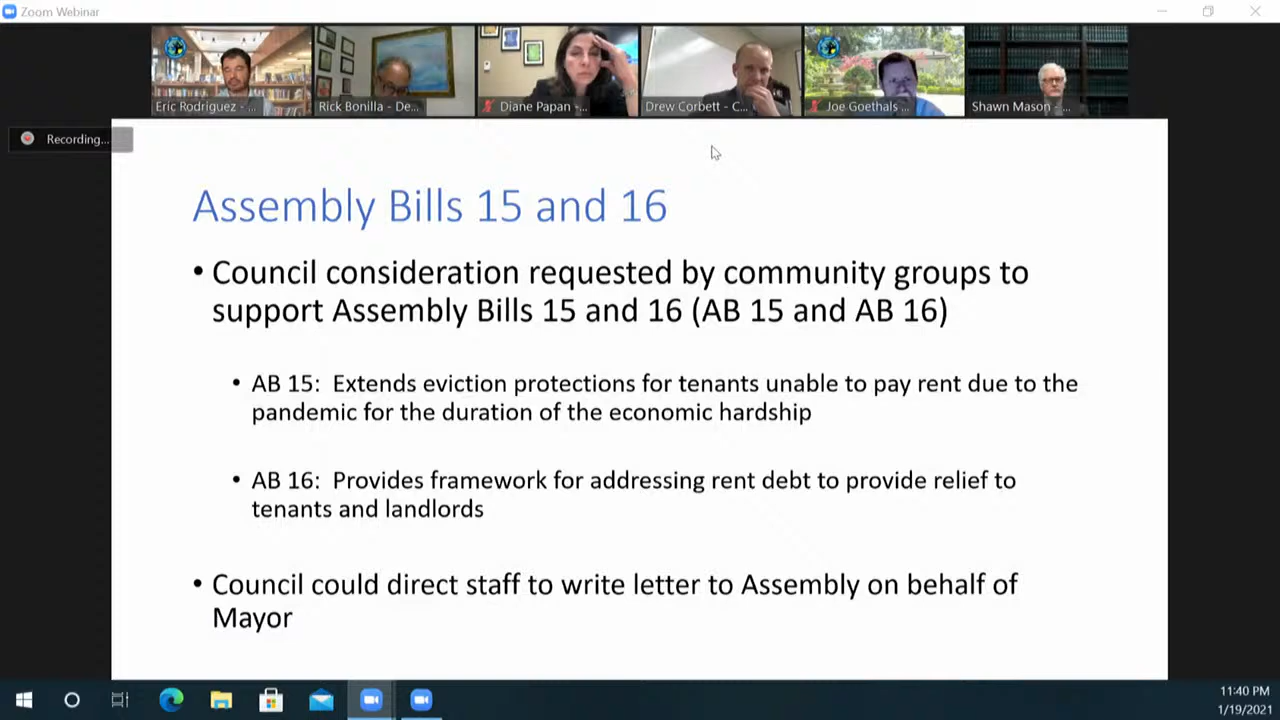 Zoom Webinar
Eric Rodriguez - ...
Rick Bonilla - De...
Diane Papan -...
Drew Corbett - C...
Joe Goethals ...
Shawn Mason - ...
Recording...
Assembly Bills 15 and 16
• Council consideration requested by community groups to
support Assembly Bills 15 and 16 (AB 15 and AB 16)
• AB 15: Extends eviction protections for tenants unable to pay rent due to the
pandemic for the duration of the economic hardship
• AB 16: Provides framework for addressing rent debt to provide relief to
tenants and landlords
• Council could direct staff to write letter to Assembly on behalf of
Mayor
11:40 PM
1/19/2021